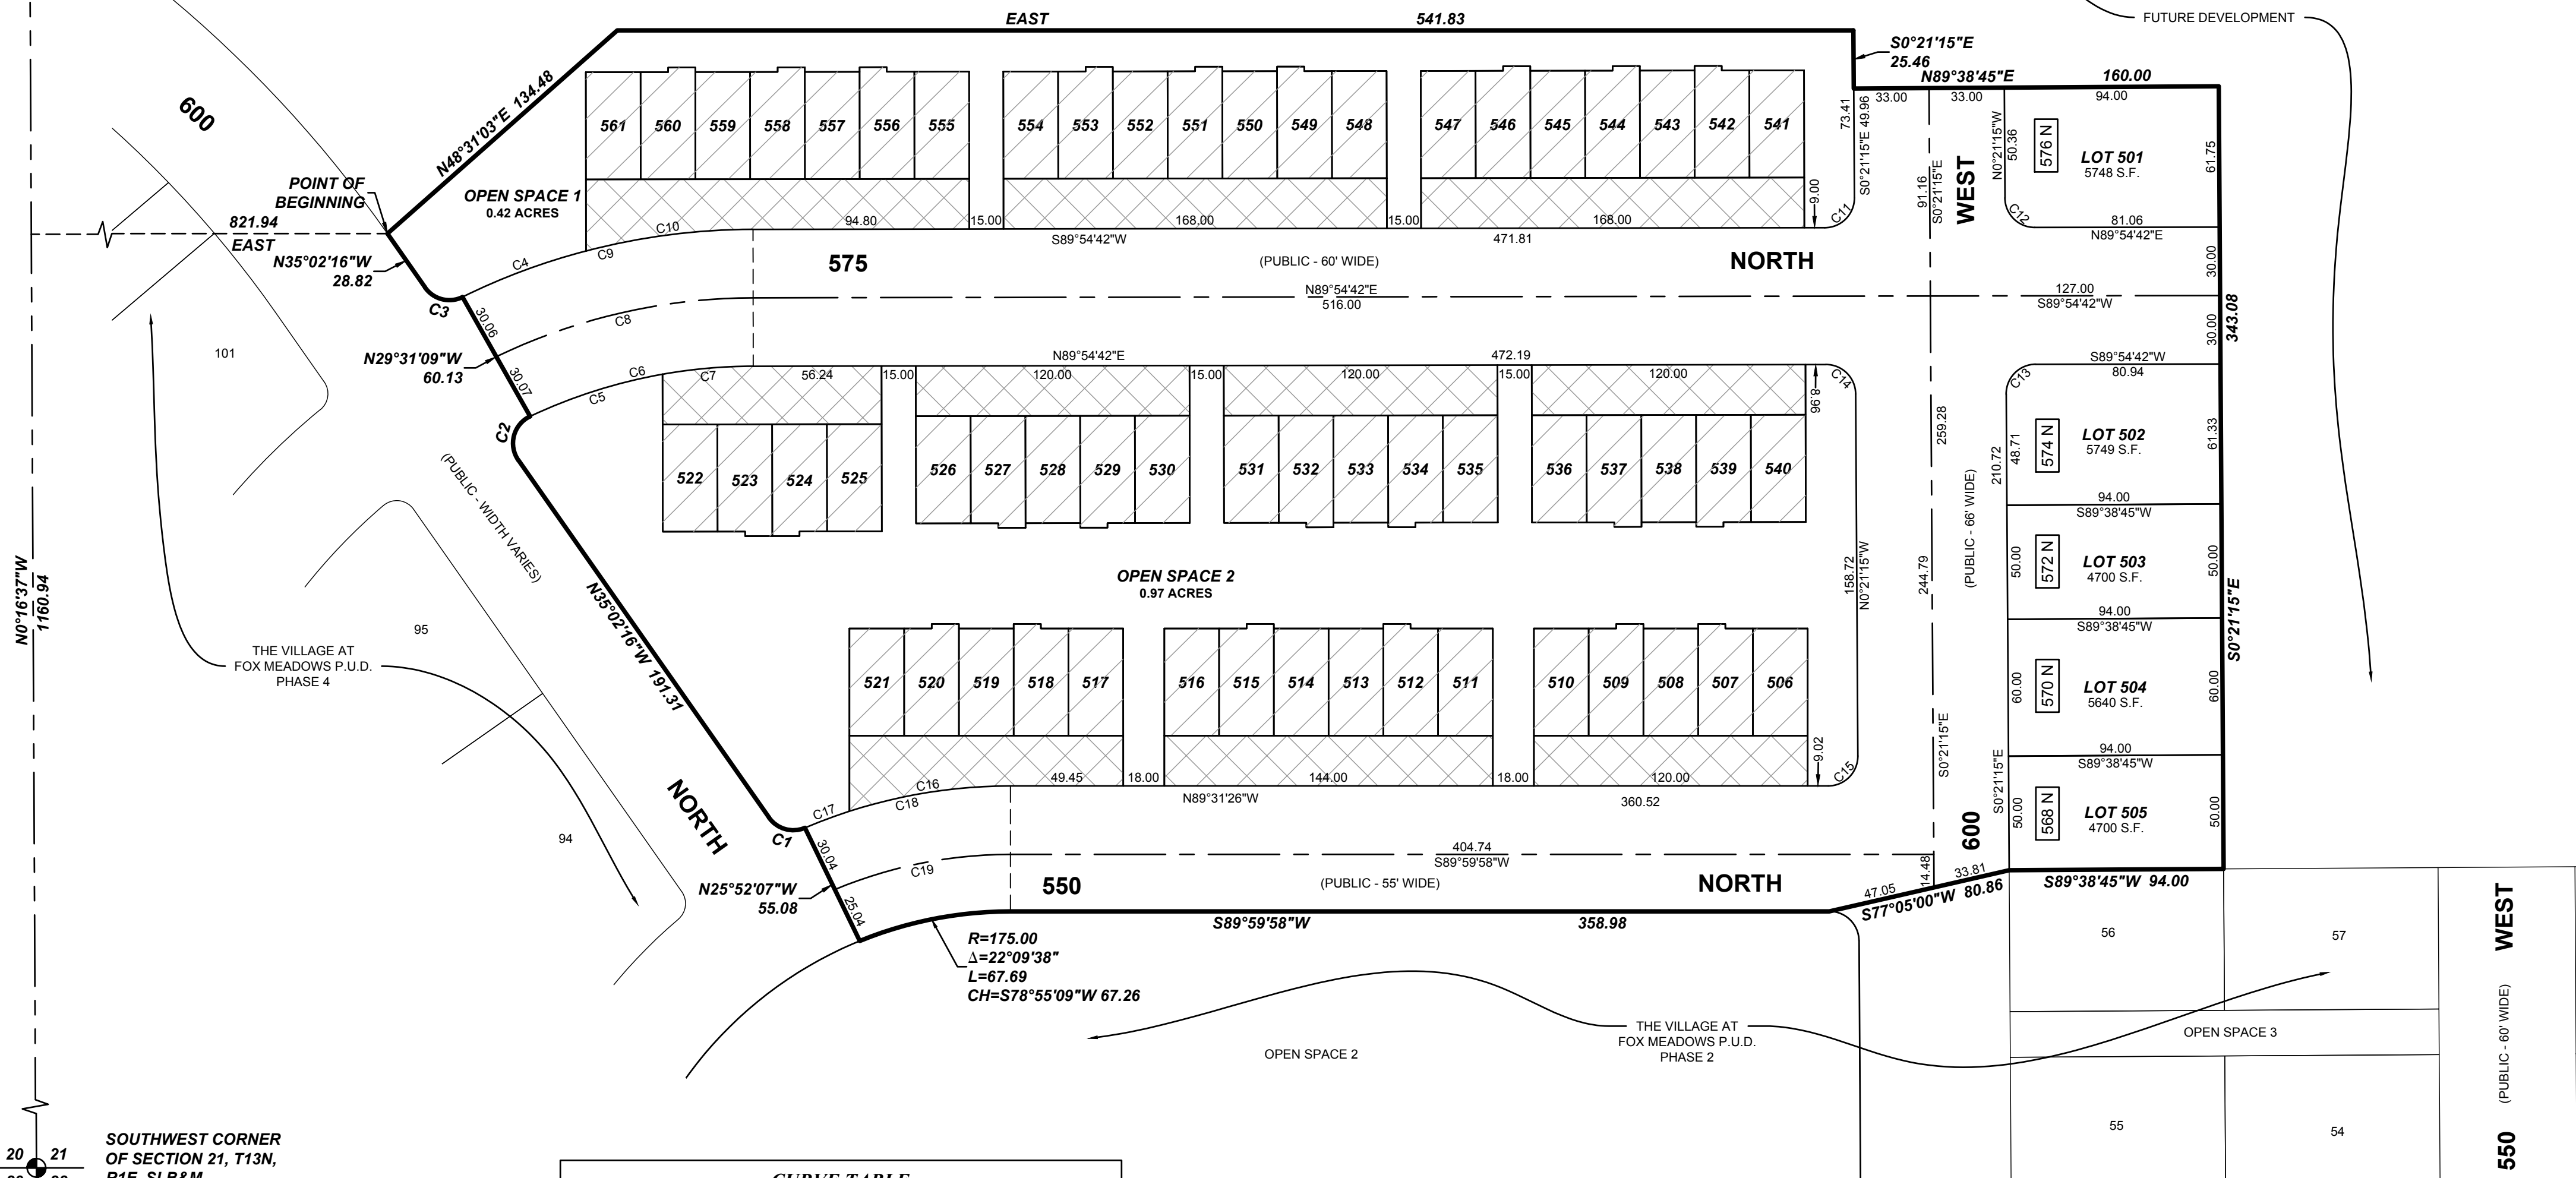 EAST 541.83
FUTURE DEVELOPMENT
S0°21'15"E
25.46
N89°38'45"E 160.00
33.00 33.00 94.00
600
N48°31'03"E 134.48
561 560 559 558 557 556 555
554 553 552 551 550 549 548
547 546 545 544 543 542 541
73.41
S0°21'15"E 49.96
91.16
S0°21'15"E
WEST
N0°21'15"W
50.36
576 N
LOT 501
5748 S.F.
61.75
POINT OF
BEGINNING
OPEN SPACE 1
0.42 ACRES
821.94
EAST
N35°02'16"W
28.82
C3
C4
C9
C10
94.80 15.00 168.00 15.00 168.00
9.00
C11
C12
81.06
N89°54'42"E
S89°54'42"W 471.81
575
(PUBLIC - 60' WIDE)
NORTH
30.00
N89°54'42"E
516.00
127.00
S89°54'42"W
30.00
343.08
C8
30.06
30.07
N29°31'09"W
60.13
101
N89°54'42"E 472.19
C5
C6
C7
56.24 15.00 120.00 15.00 120.00 15.00 120.00
8.96
C14
C13
S89°54'42"W
80.94
C2
522 523 524 525
526 527 528 529 530
531 532 533 534 535
536 537 538 539 540
259.28
210.72
48.71
574 N
LOT 502
5749 S.F.
61.33
94.00
S89°38'45"W
(PUBLIC - WIDTH VARIES)
(PUBLIC - 66' WIDE)
N0°16'37"W
1160.94
N35°02'16"W 191.31
OPEN SPACE 2
0.97 ACRES
158.72
N0°21'15"W
244.79
50.00
572 N
LOT 503
4700 S.F.
50.00
S0°21'15"E
94.00
S89°38'45"W
95
THE VILLAGE AT
FOX MEADOWS P.U.D.
PHASE 4
521 520 519 518 517
516 515 514 513 512 511
510 509 508 507 506
60.00
570 N
LOT 504
5640 S.F.
60.00
94.00
S89°38'45"W
S0°21'15"E
S0°21'15"E
49.45 18.00 144.00 18.00 120.00
9.02
C15
C16
C17
C18
N89°31'26"W 360.52
94
NORTH
C1
30.04
C19
404.74
S89°59'58"W
600
50.00
568 N
LOT 505
4700 S.F.
50.00
14.48
33.81
47.05
S77°05'00"W 80.86
S89°38'45"W 94.00
N25°52'07"W
55.08
25.04
550
(PUBLIC - 55' WIDE)
NORTH
S89°59'58"W 358.98
R=175.00
Δ=22°09'38"
L=67.69
CH=S78°55'09"W 67.26
56
57
WEST
THE VILLAGE AT
FOX MEADOWS P.U.D.
PHASE 2
OPEN SPACE 2
OPEN SPACE 3
(PUBLIC - 60' WIDE)
55
54
550
20 21
SOUTHWEST CORNER
OF SECTION 21, T13N,
R1E, SLB&M
CURVE TABLE